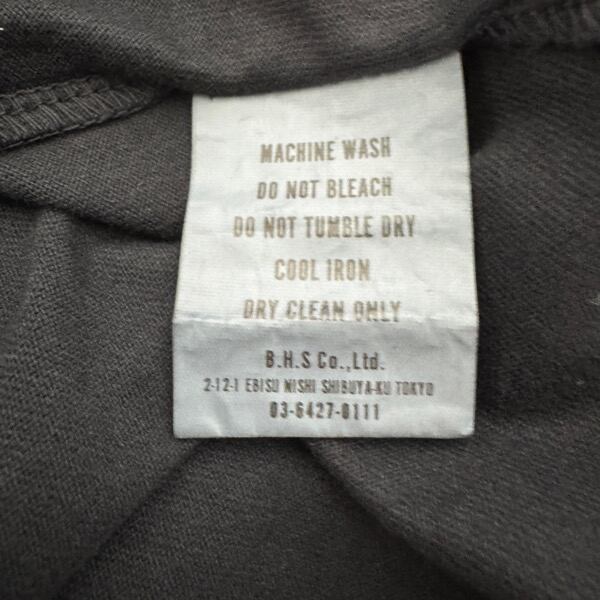 MACHINE WASH
DO NOT BLEACH
DO NOT TUMBLE DRY
COOL IRON
DRY CLEAN ONLY
B.H.S Co.,Ltd.
2-12-1 EBISU NISHI SHIBUYA-KU TOKYO
03-6427-0111